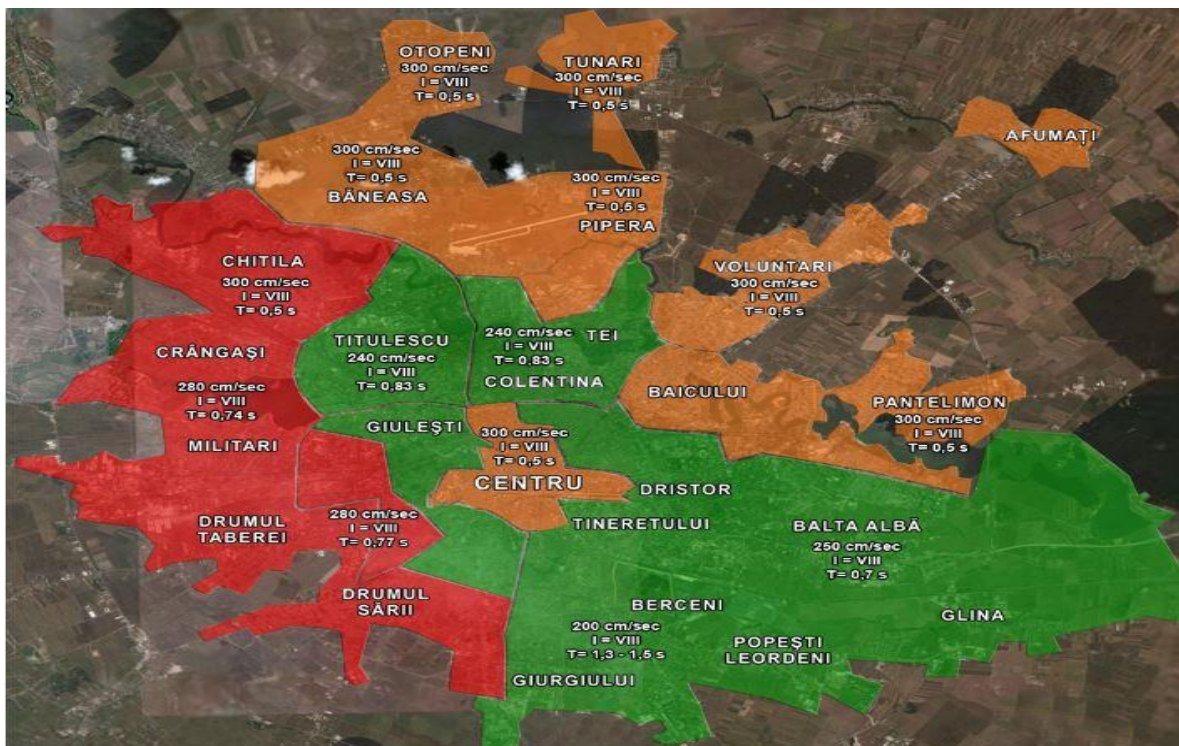 OTOPENI
300 cm/sec
I = VIII
T= 0,5 s
TUNARI
300 cm/sec
I = VIII
T= 0,5 s
AFUMAȚI
300 cm/sec
I = VIII
T= 0,5 s
BĂNEASA
300 cm/sec
I = VIII
T= 0,5 s
PIPERA
CHITILA
300 cm/sec
I = VIII
T= 0,5 s
VOLUNTARI
300 cm/sec
I = VIII
T= 0,5 s
TITULESCU
240 cm/sec
I = VIII
T= 0,83 s
240 cm/sec
TEI
I = VIII
T= 0,83 s
COLENTINA
CRÂNGAȘI
280 cm/sec
I = VIII
T= 0,74 s
MILITARI
BAICULUI
PANTELIMON
300 cm/sec
I = VIII
T= 0,5 s
GIULEȘTI
300 cm/sec
I = VIII
T= 0,5 s
CENTRU
DRISTOR
TINERETULUI
DRUMUL
TABEREI
280 cm/sec
I = VIII
T= 0,77 s
BALTA ALBĂ
250 cm/sec
I = VIII
T= 0,7 s
DRUMUL
SĂRII
BERCENI
200 cm/sec
I = VIII
T= 1,3 - 1,5 s
POPEȘTI
LEORDENI
GLINA
GIURGIULUI